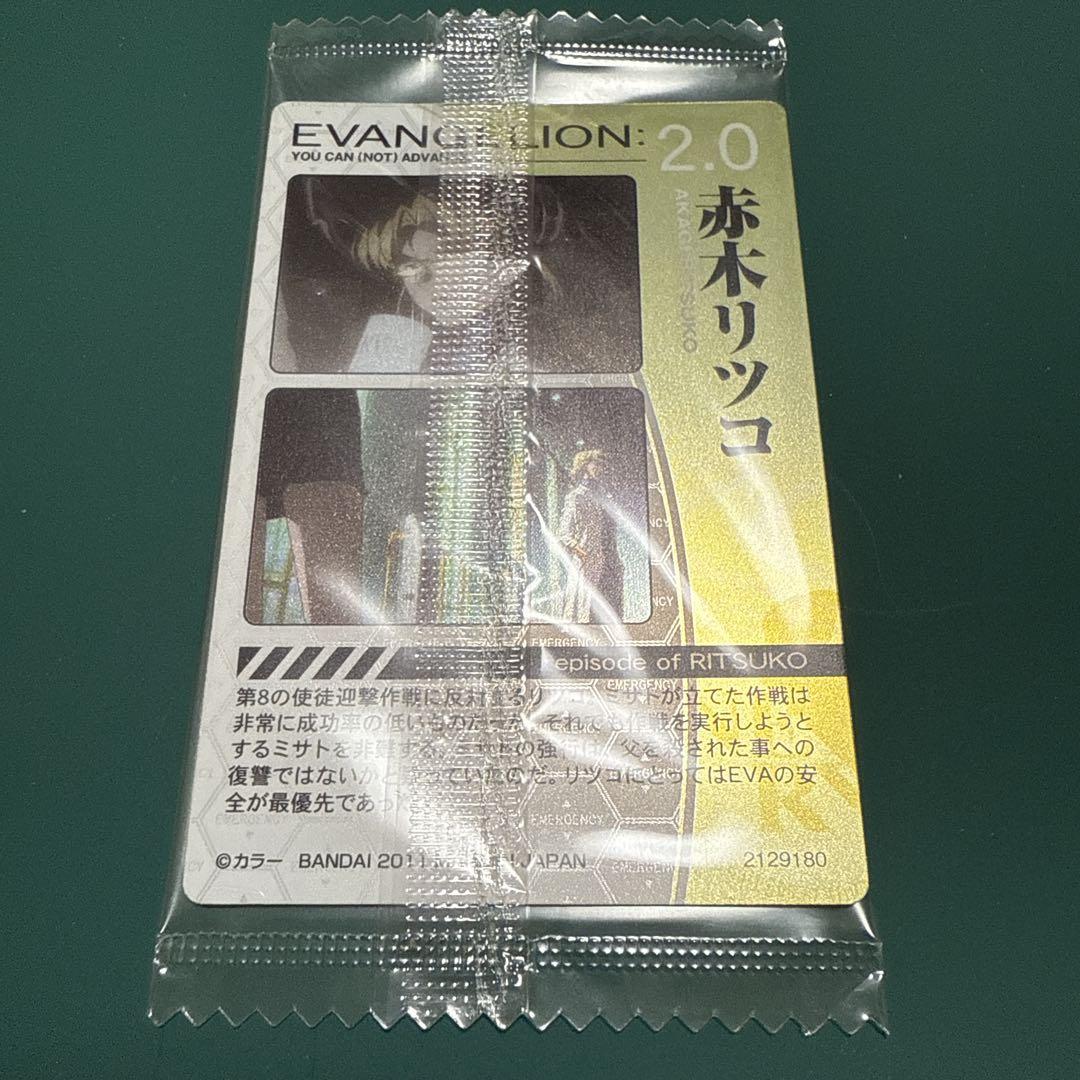 EVANGELION: 2.0
YOU CAN (NOT) ADVAN
赤木リツコ
AKAGI RITSUKO
EMERGENCY
episode of RITSUKO
EMERGENCY
第8の使徒迎撃作戦に反対するリツコ。ミサトが立てた作戦は
非常に成功率の低いものだった。それでも作戦を実行しようと
するミサトを非難する。ミサトの強行は、父を殺された事への
復讐ではないかと っていたのだ。リツコにとってはEVAの安
全が最優先であった
EMERGENCY
EMERGENCY
©カラー BANDAI 2011 JAPAN
2129180